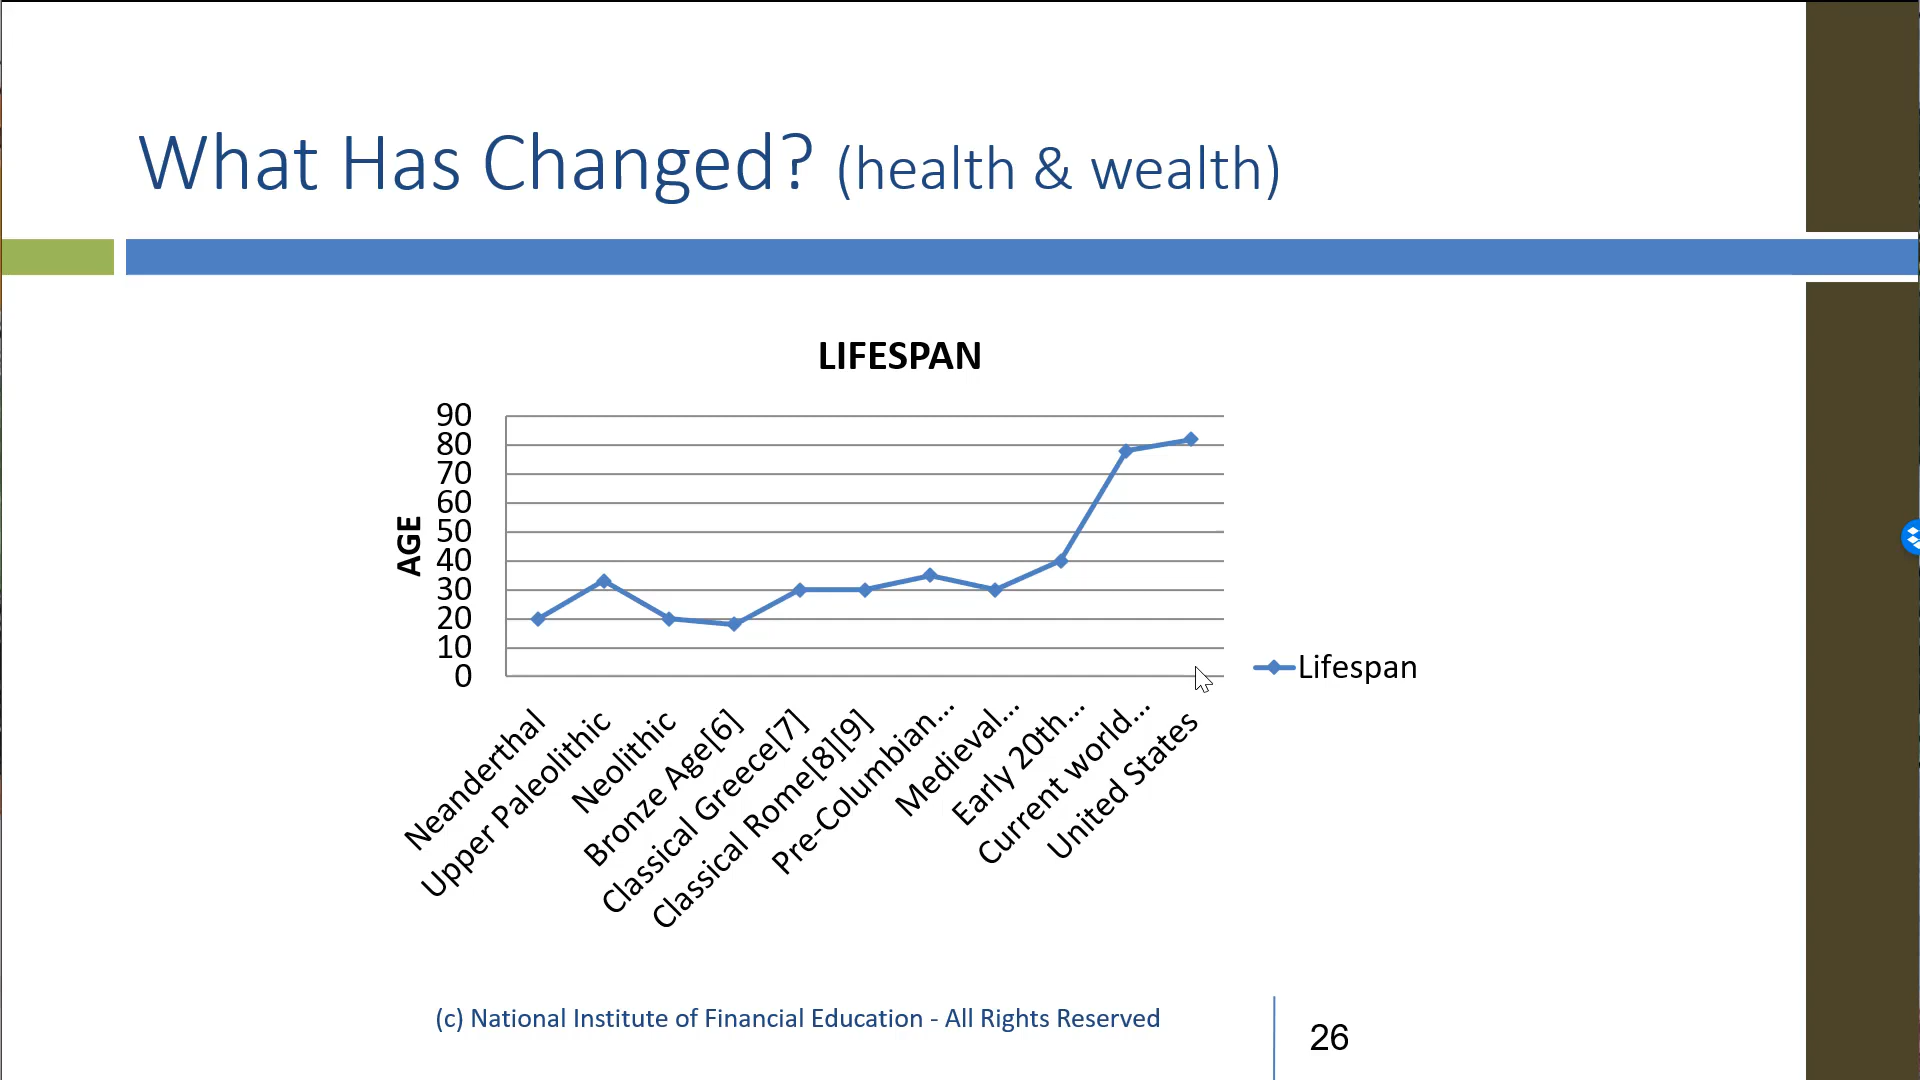 What Has Changed? (health & wealth)
LIFESPAN
AGE
90
80
70
60
50
40
30
20
10
0
Neanderthal
Upper Paleolithic
Neolithic
Bronze Age[6]
Classical Greece[7]
Classical Rome[8][9]
Pre-Columbian...
Medieval...
Early 20th...
Current world...
United States
Lifespan
(c) National Institute of Financial Education - All Rights Reserved
26